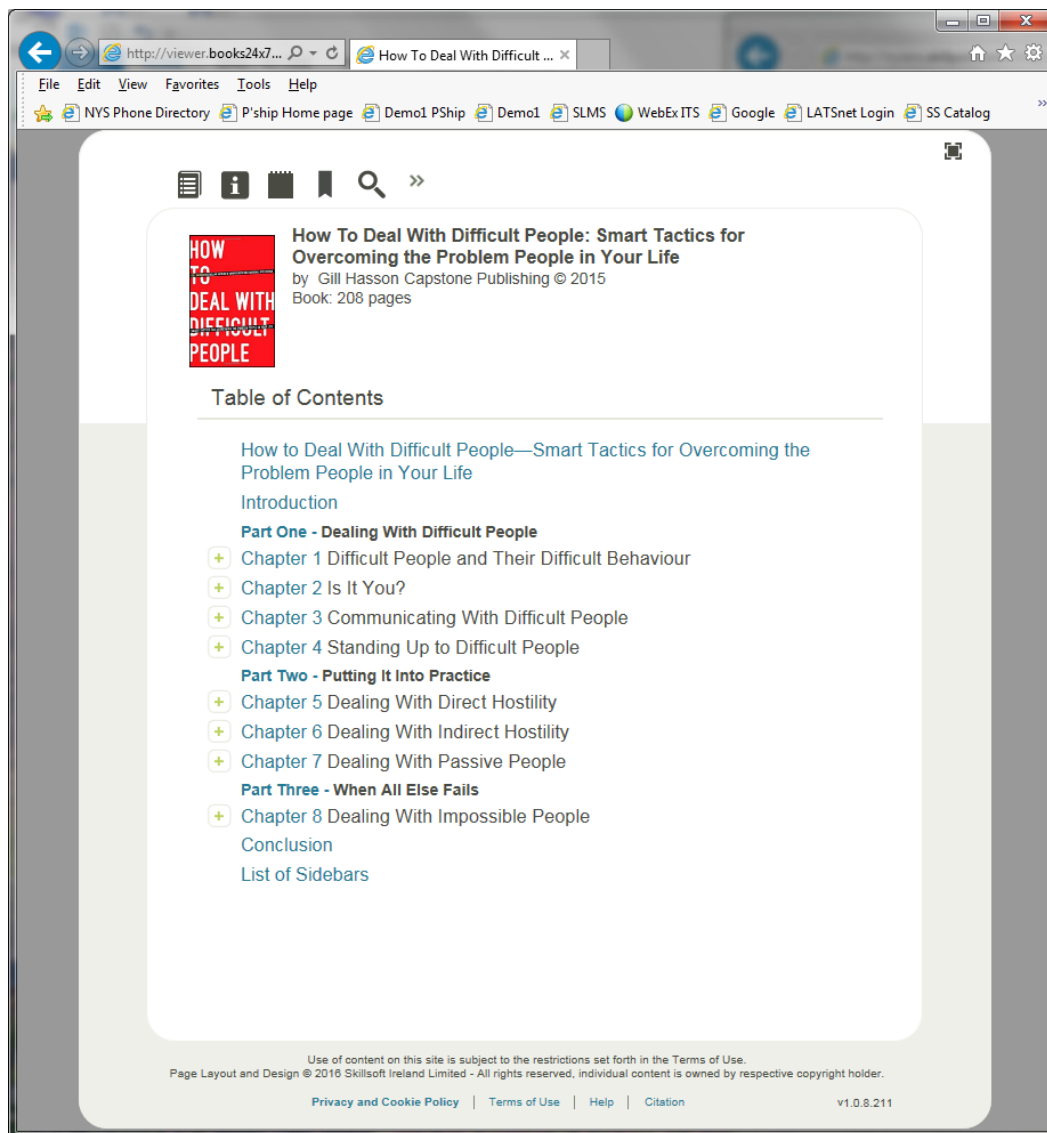 http://viewer.books24x7...
How To Deal With Difficult ...
File Edit View Favorites Tools Help
NYS Phone Directory P'ship Home page Demo1 PShip Demo1 SLMS WebEx ITS Google LATSnet Login SS Catalog
HOW
TO
DEAL WITH
DIFFICULT
PEOPLE
How To Deal With Difficult People: Smart Tactics for
Overcoming the Problem People in Your Life
by Gill Hasson Capstone Publishing © 2015
Book: 208 pages
Table of Contents
How to Deal With Difficult People—Smart Tactics for Overcoming the
Problem People in Your Life
Introduction
Part One - Dealing With Difficult People
Chapter 1 Difficult People and Their Difficult Behaviour
Chapter 2 Is It You?
Chapter 3 Communicating With Difficult People
Chapter 4 Standing Up to Difficult People
Part Two - Putting It Into Practice
Chapter 5 Dealing With Direct Hostility
Chapter 6 Dealing With Indirect Hostility
Chapter 7 Dealing With Passive People
Part Three - When All Else Fails
Chapter 8 Dealing With Impossible People
Conclusion
List of Sidebars
Use of content on this site is subject to the restrictions set forth in the Terms of Use.
Page Layout and Design © 2016 Skillsoft Ireland Limited - All rights reserved, individual content is owned by respective copyright holder.
Privacy and Cookie Policy | Terms of Use | Help | Citation v1.0.8.211